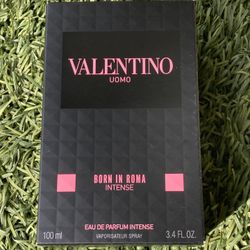 VALENTINO
UOMO
BORN IN ROMA
INTENSE
EAU DE PARFUM INTENSE
100 ml VAPORISATEUR SPRAY 3.4 FL.OZ.